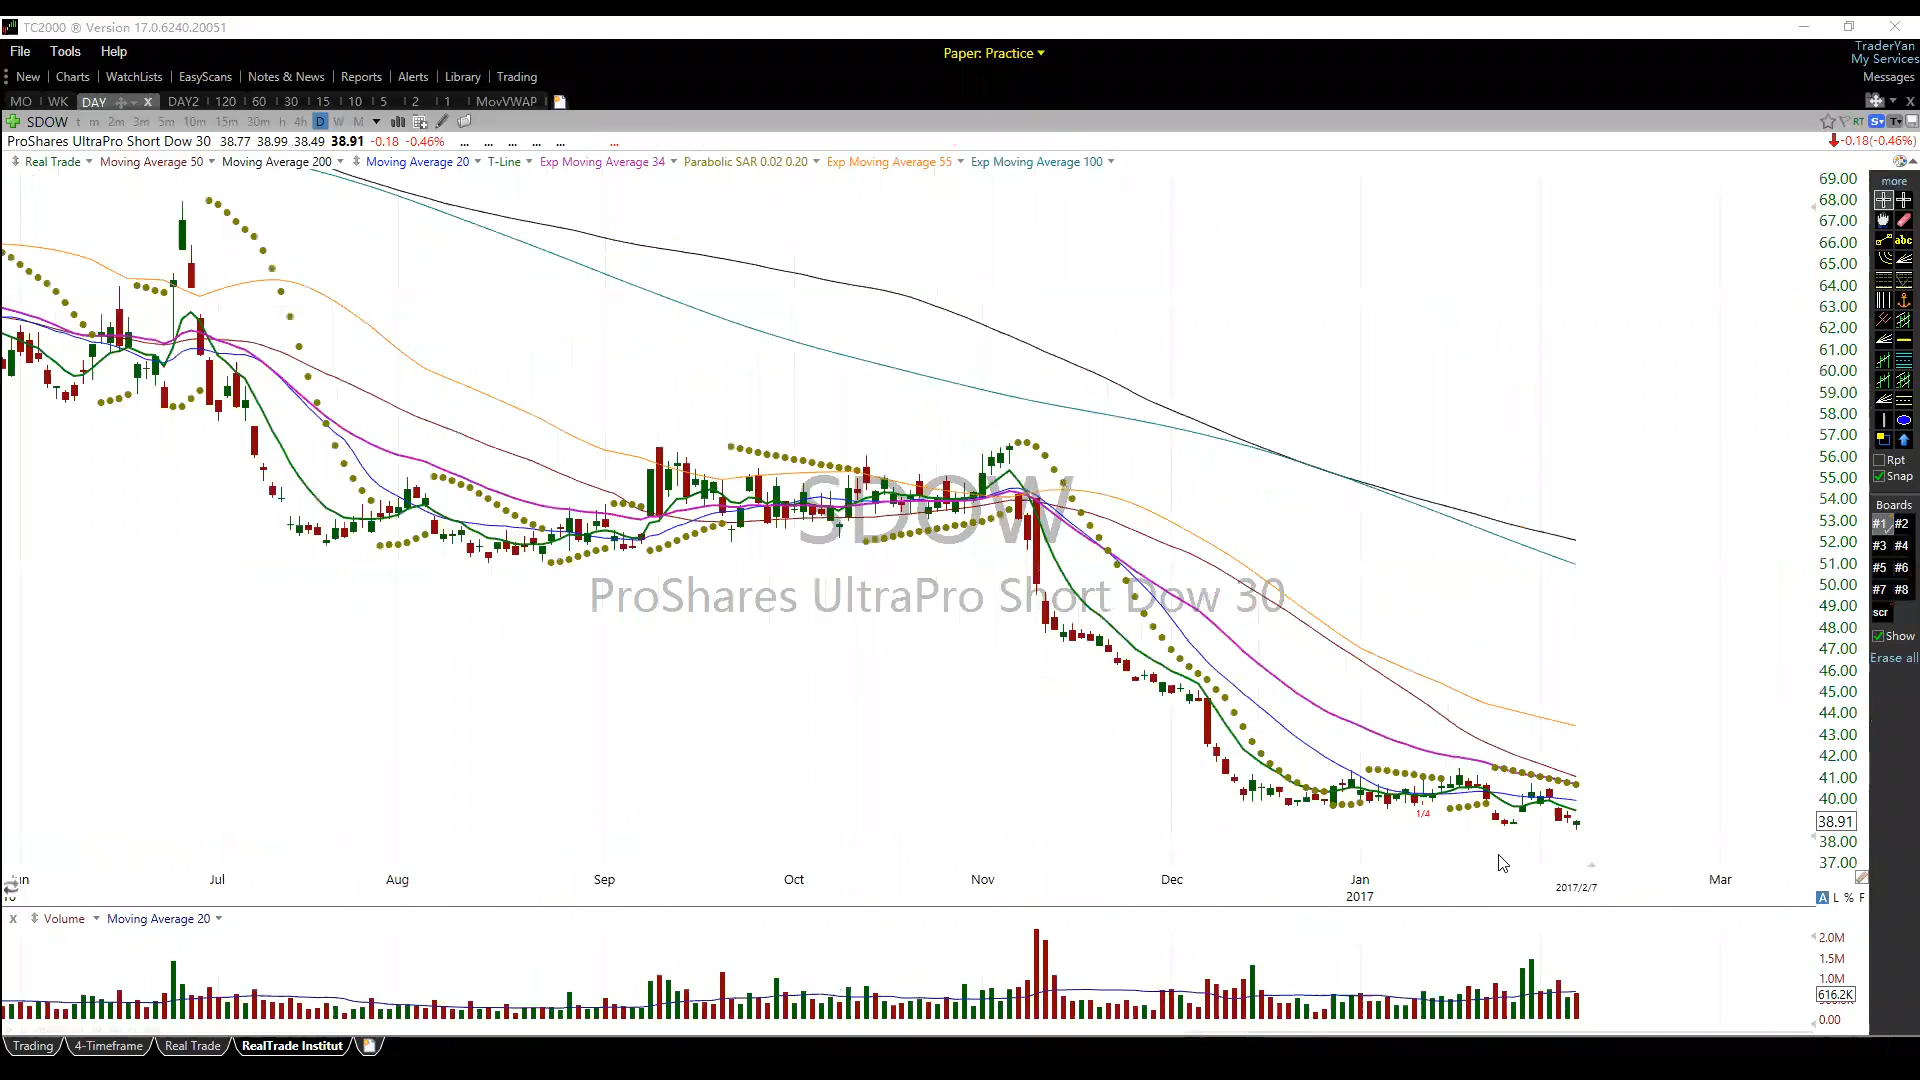 TC2000 ® Version 17.0.6240.20051
File Tools Help
Paper: Practice
TraderYan
My Services
New Charts WatchLists EasyScans Notes & News Reports Alerts Library Trading
Messages
MO WK DAY X DAY2 120 60 30 15 10 5 2 1 MovVWAP
X
SDOW t m 2m 3m 5m 10m 15m 30m h 4h D W M
RT S T
ProShares UltraPro Short Dow 30 38.77 38.99 38.49 38.91 -0.18 -0.46% ... ... ... ... ... ...
-0.18(-0.46%)
Real Trade Moving Average 50 Moving Average 200 Moving Average 20 T-Line Exp Moving Average 34 Parabolic SAR 0.02 0.20 Exp Moving Average 55 Exp Moving Average 100
69.00
68.00
67.00
66.00
65.00
64.00
63.00
62.00
61.00
60.00
59.00
58.00
57.00
56.00
55.00
54.00
53.00
52.00
51.00
50.00
49.00
48.00
47.00
46.00
45.00
44.00
43.00
42.00
41.00
40.00
38.91
38.00
37.00
more
abc
Rpt
Snap
Boards
#1 #2
#3 #4
#5 #6
#7 #8
scr
Show
Erase all
SDOW
ProShares UltraPro Short Dow 30
1/4
Jul Aug Sep Oct Nov Dec Jan 2017/2/7 Mar
2017
A L % F
X Volume Moving Average 20
2.0M
1.5M
1.0M
616.2K
0.00
Trading 4-Timeframe Real Trade RealTrade Institut